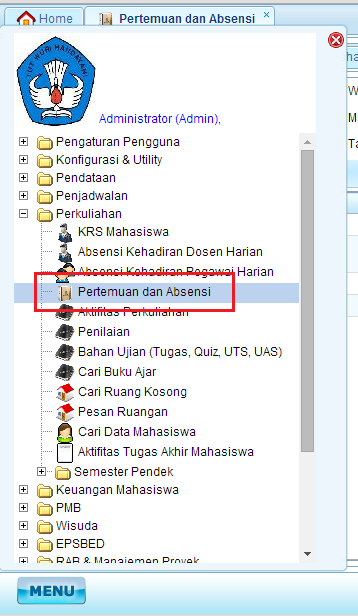 Home
Pertemuan dan Absensi
TUT WURI HANDAYANI
Administrator (Admin),
Pengaturan Pengguna
Konfigurasi & Utility
Pendataan
Penjadwalan
Perkuliahan
KRS Mahasiswa
Absensi Kehadiran Dosen Harian
Absensi Kehadiran Pegawai Harian
Pertemuan dan Absensi
Aktifitas Perkuliahan
Penilaian
Bahan Ujian (Tugas, Quiz, UTS, UAS)
Cari Buku Ajar
Cari Ruang Kosong
Pesan Ruangan
Cari Data Mahasiswa
Aktifitas Tugas Akhir Mahasiswa
Semester Pendek
Keuangan Mahasiswa
PMB
Wisuda
EPSBED
RAB & Manajemen Proyek
MENU